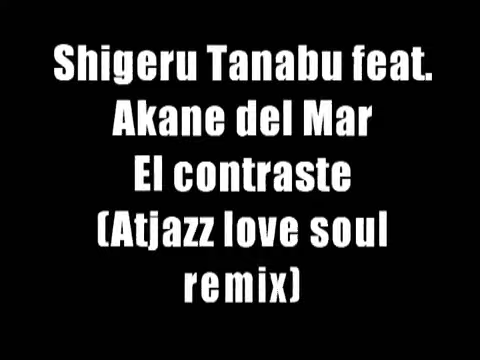 Shigeru Tanabu feat.
Akane del Mar
El contraste
(Atjazz love soul
remix)